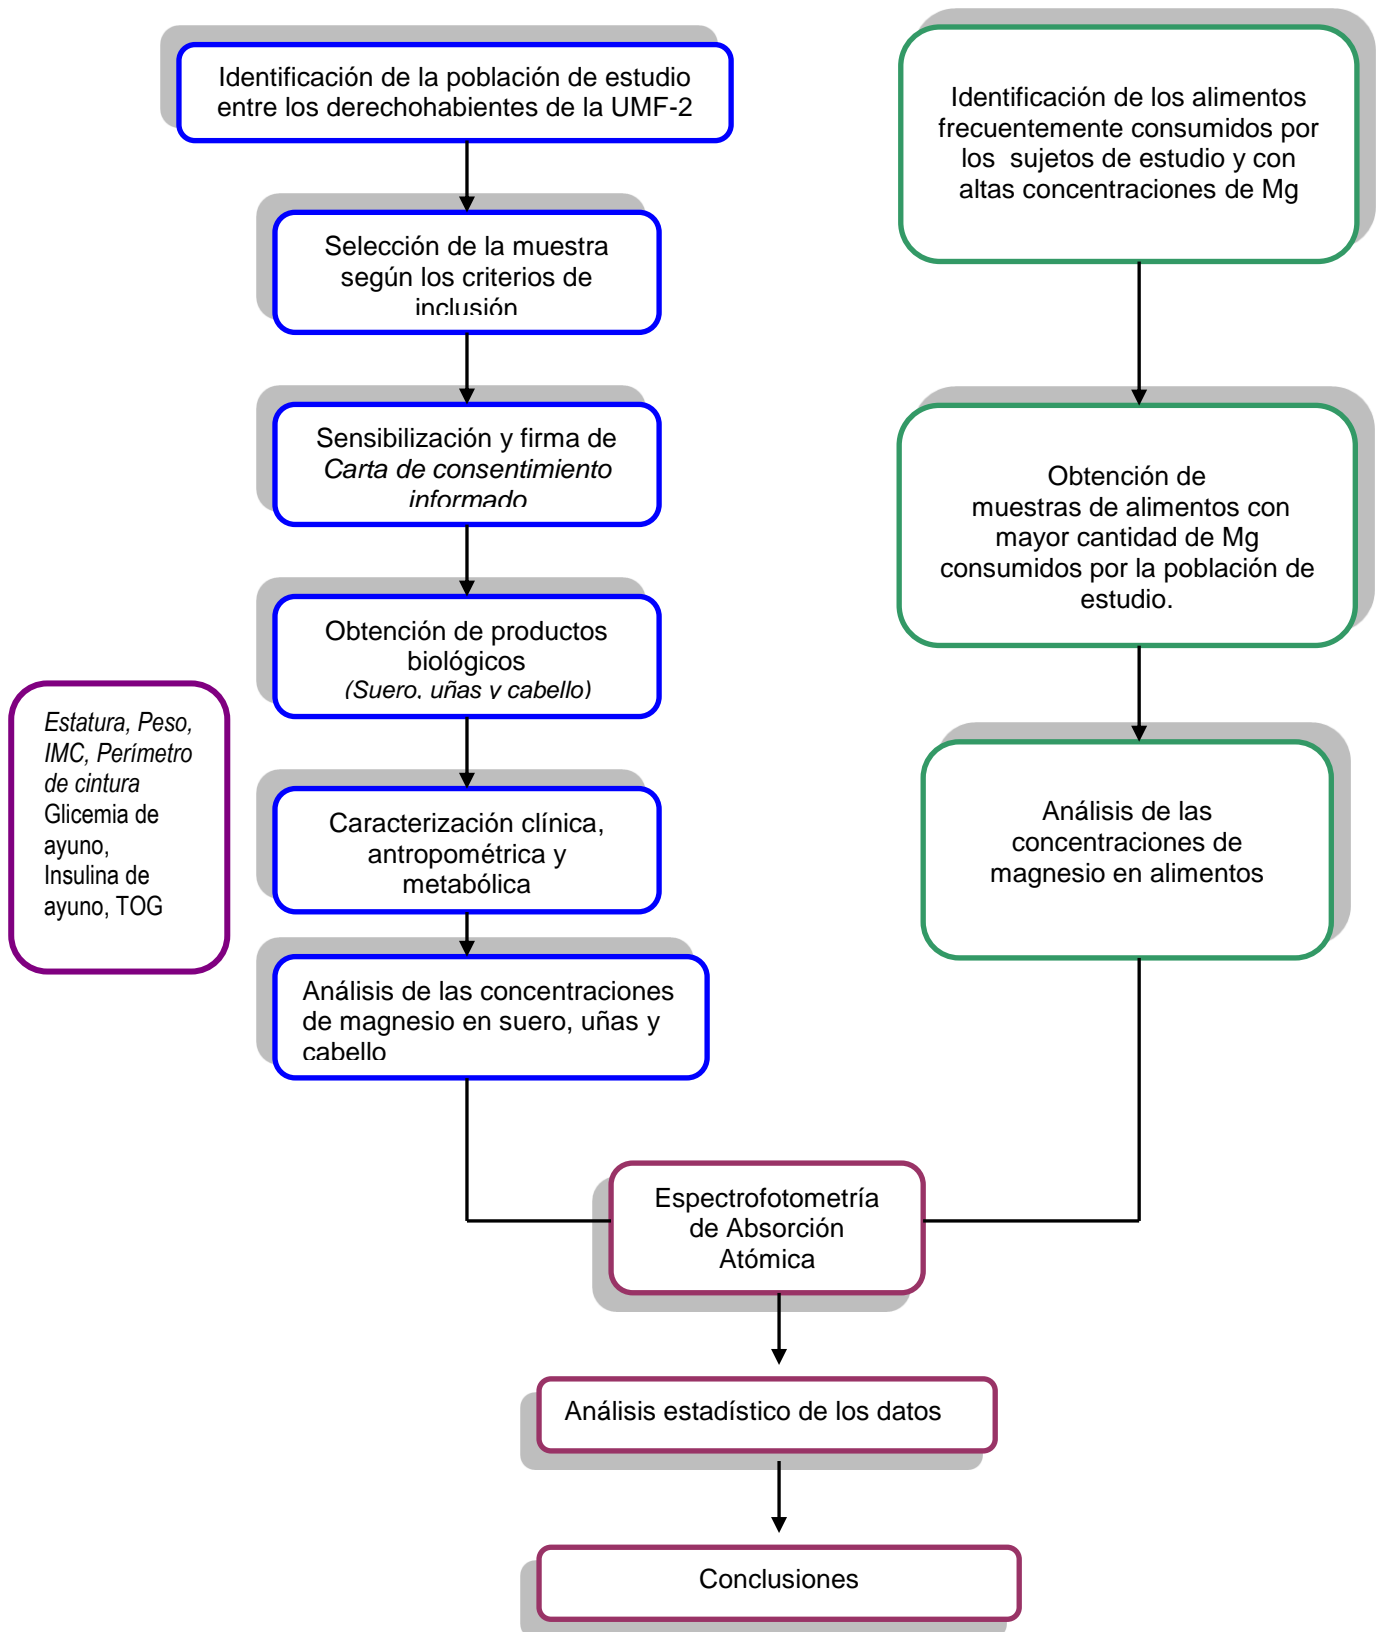 Identificación de la población de estudio
entre los derechohabientes de la UMF-2
Selección de la muestra
según los criterios de
inclusión
Sensibilización y firma de
Carta de consentimiento
informado
Obtención de productos
biológicos
(Suero, uñas y cabello)
Estatura, Peso,
IMC, Perímetro
de cintura
Glicemia de
ayuno,
Insulina de
ayuno, TOG
Caracterización clínica,
antropométrica y
metabólica
Análisis de las concentraciones
de magnesio en suero, uñas y
cabello
Identificación de los alimentos
frecuentemente consumidos por
los sujetos de estudio y con
altas concentraciones de Mg
Obtención de
muestras de alimentos con
mayor cantidad de Mg
consumidos por la población de
estudio.
Análisis de las
concentraciones de
magnesio en alimentos
Espectrofotometría
de Absorción
Atómica
Análisis estadístico de los datos
Conclusiones